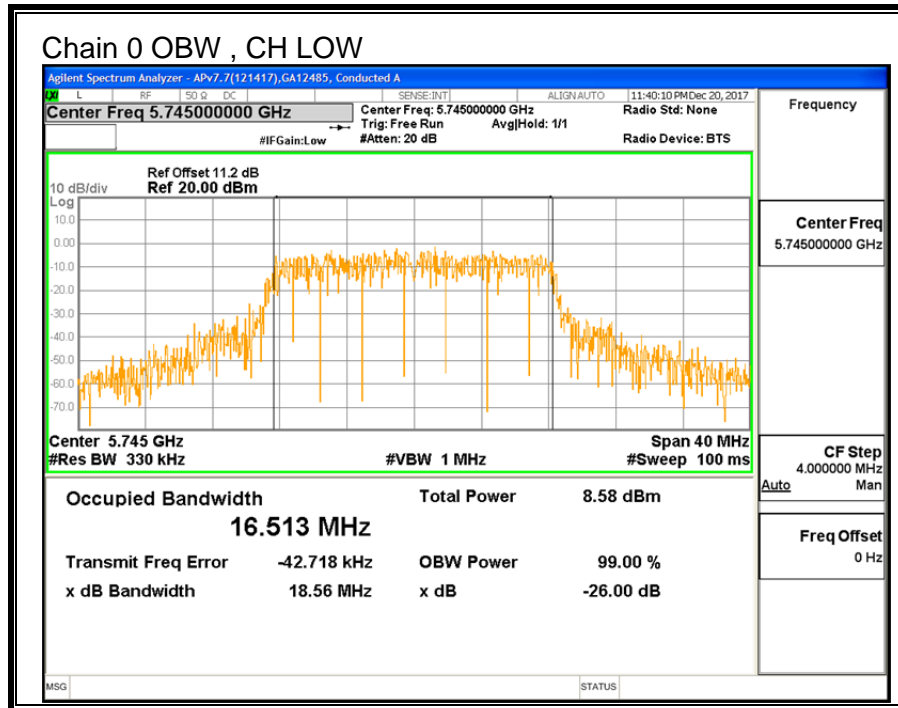 Chain 0 OBW , CH LOW
Agilent Spectrum Analyzer - APv7.7(121417),GA12485, Conducted A
LXI L RF 50 Ω DC SENSE:INT ALIGN AUTO 11:40:10 PM Dec 20, 2017
Center Freq 5.745000000 GHz
Center Freq: 5.745000000 GHz
Radio Std: None
Trig: Free Run Avg|Hold: 1/1
#IFGain:Low #Atten: 20 dB Radio Device: BTS
Frequency
Ref Offset 11.2 dB
10 dB/div Ref 20.00 dBm
Log
10.0
0.00
-10.0
-20.0
-30.0
-40.0
-50.0
-60.0
-70.0
Center 5.745 GHz Span 40 MHz
#Res BW 330 kHz #VBW 1 MHz #Sweep 100 ms
Center Freq
5.745000000 GHz
CF Step
4.000000 MHz
Auto Man
Freq Offset
0 Hz
Occupied Bandwidth Total Power 8.58 dBm
16.513 MHz
Transmit Freq Error -42.718 kHz OBW Power 99.00 %
x dB Bandwidth 18.56 MHz x dB -26.00 dB
MSG STATUS